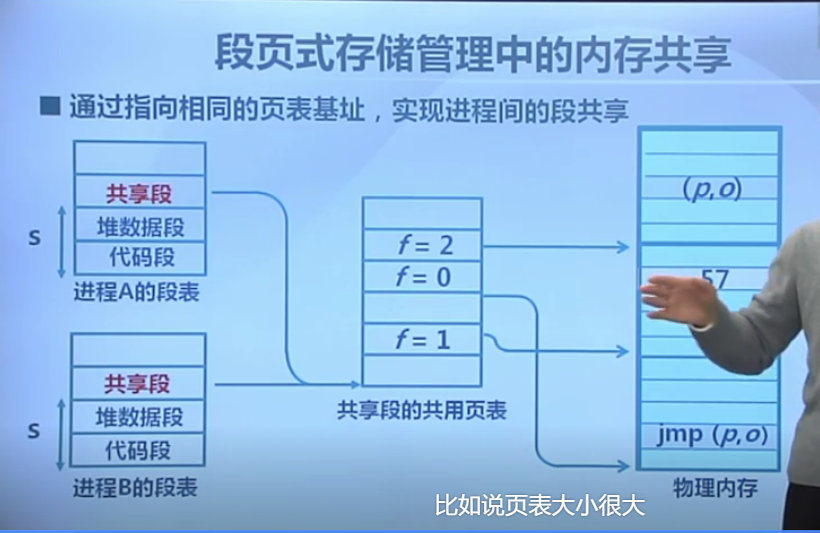 段页式存储管理中的内存共享
■ 通过指向相同的页表基址，实现进程间的段共享
共享段
堆数据段
代码段
S
进程A的段表
共享段
堆数据段
代码段
S
进程B的段表
f = 2
f = 0
f = 1
共享段的共用页表
(p,o)
57
jmp (p,o)
物理内存
比如说页表大小很大